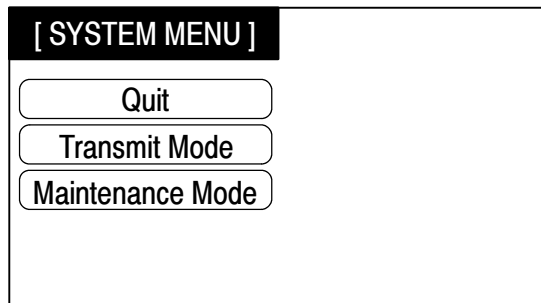 [ SYSTEM MENU ]
Quit
Transmit Mode
Maintenance Mode